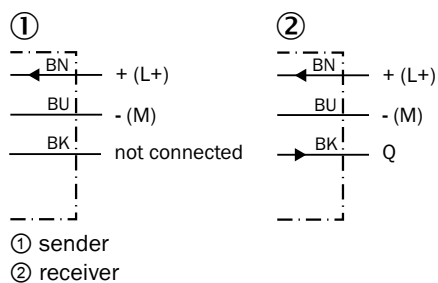 ① ②
BN + (L+) BN + (L+)
BU - (M) BU - (M)
BK not connected BK Q
① sender
② receiver